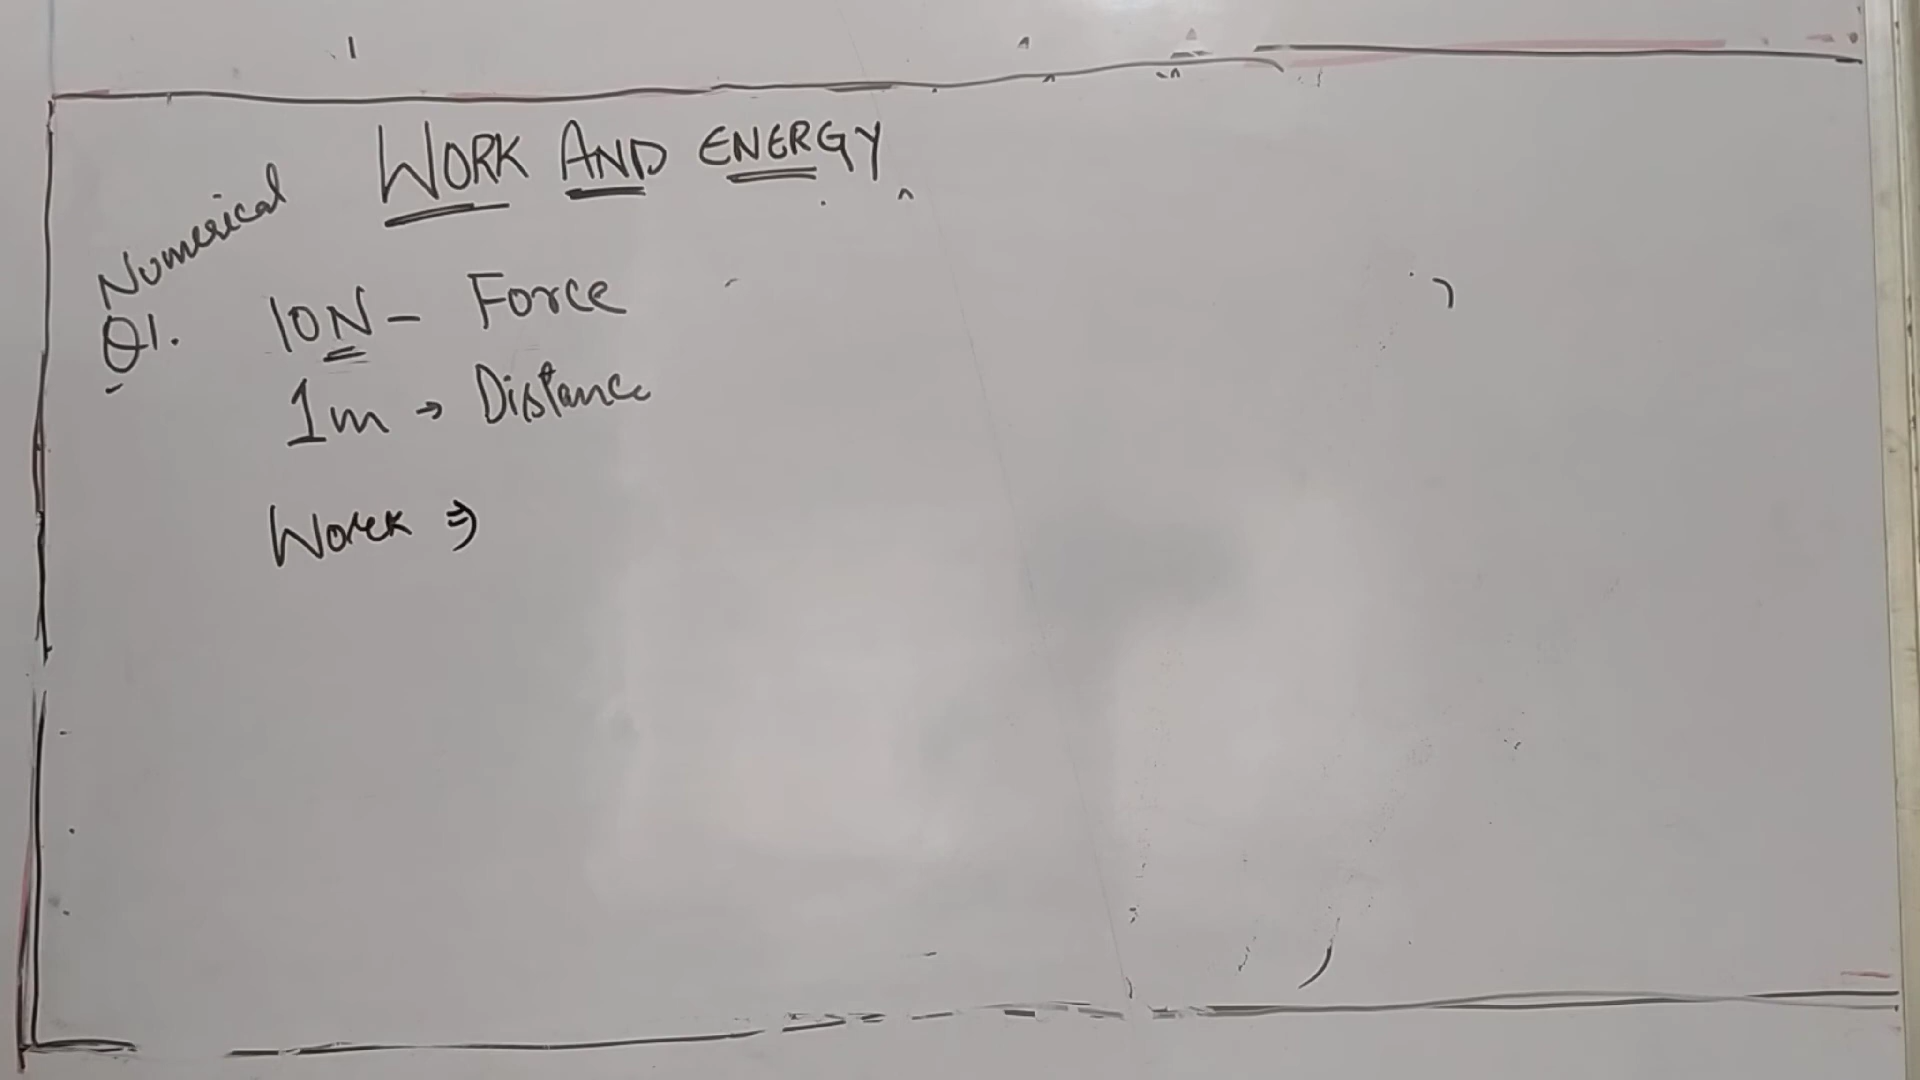 WORK AND ENERGY
Numerical
Q1. 10N - Force
1m → Distance
Work ⇒